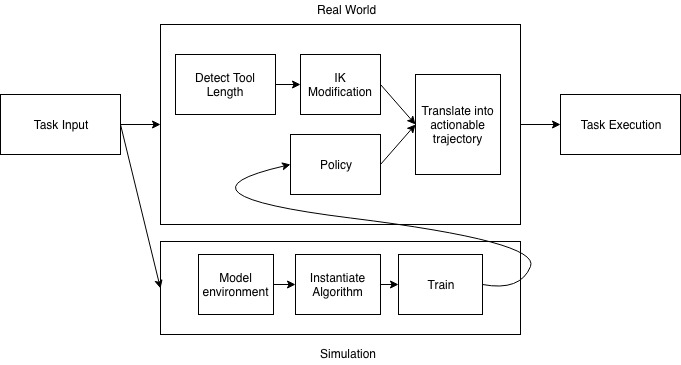 Real World
Detect Tool
Length
IK
Modification
Translate into
actionable
trajectory
Task Input
Task Execution
Policy
Model
environment
Instantiate
Algorithm
Train
Simulation